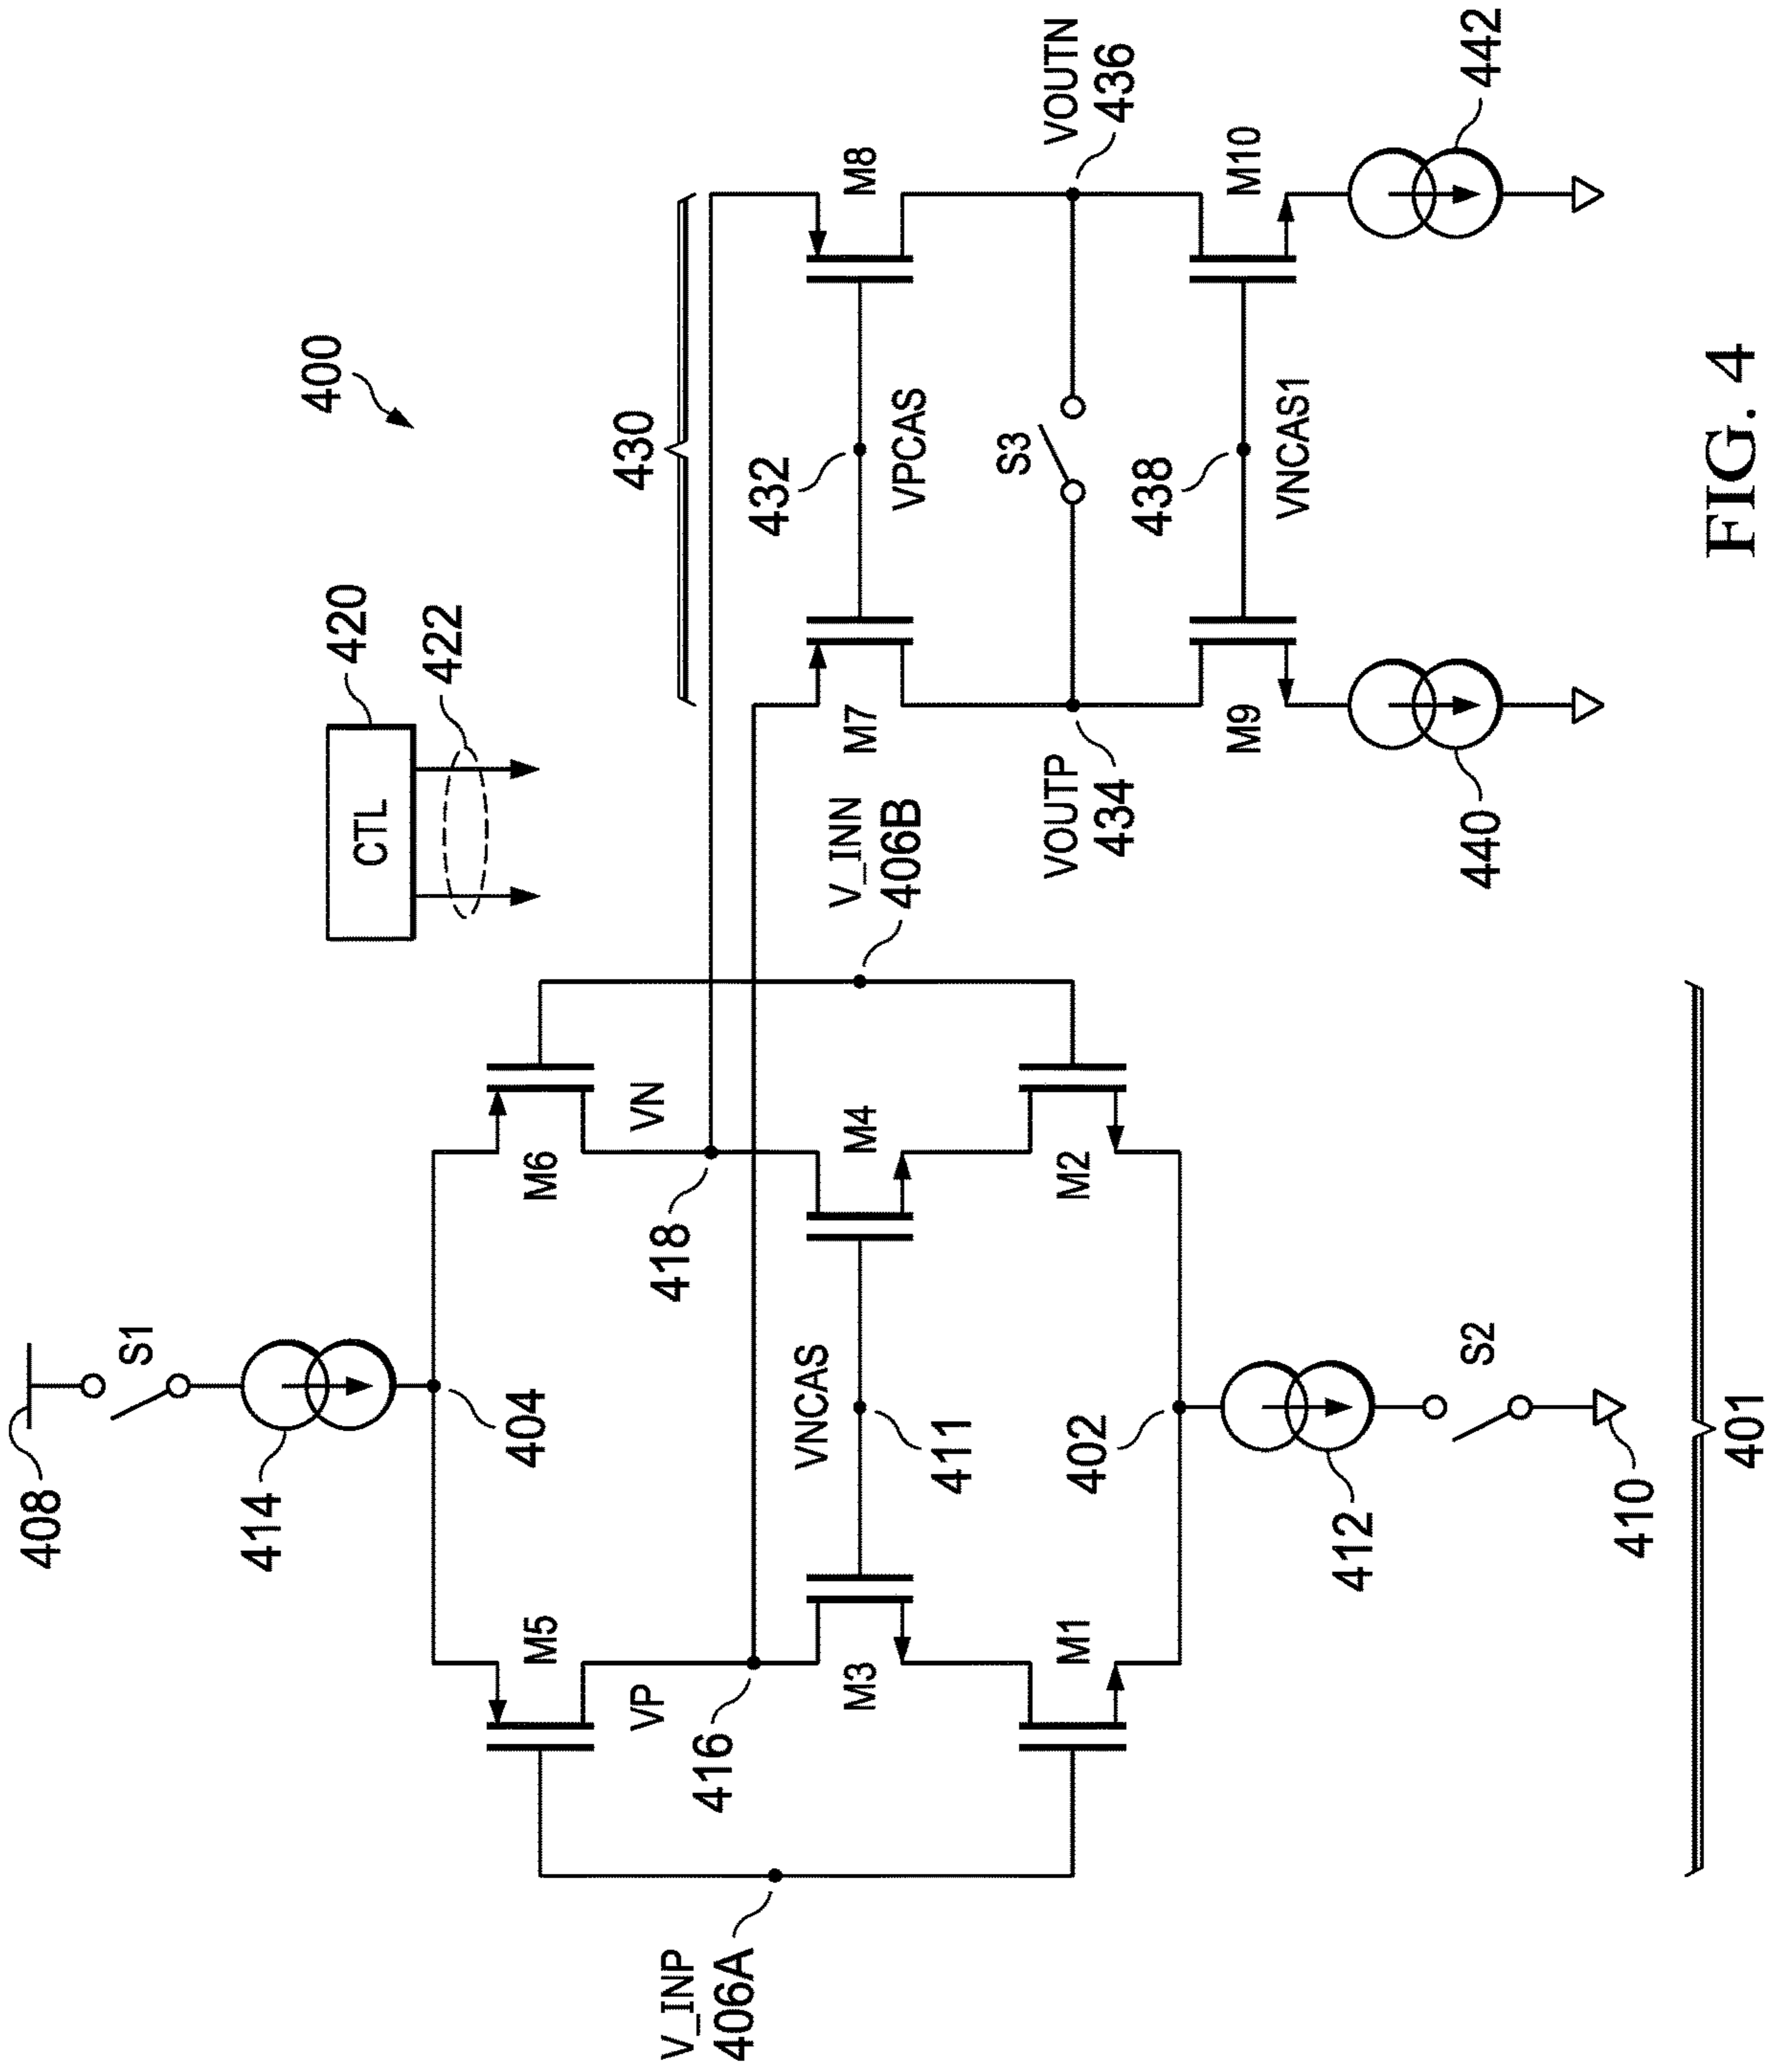 400
408
S1
414
404
420
CTL
422
430
M5
M6
M7
M8
VP
VN
416
418
432
VPCAS
V_INP
406A
VNCAS
411
M3
M4
V_INN
406B
S3
VOUTP
434
VOUTN
436
M1
M2
402
438
VNCAS1
M9
M10
412
S2
410
440
442
401
FIG. 4